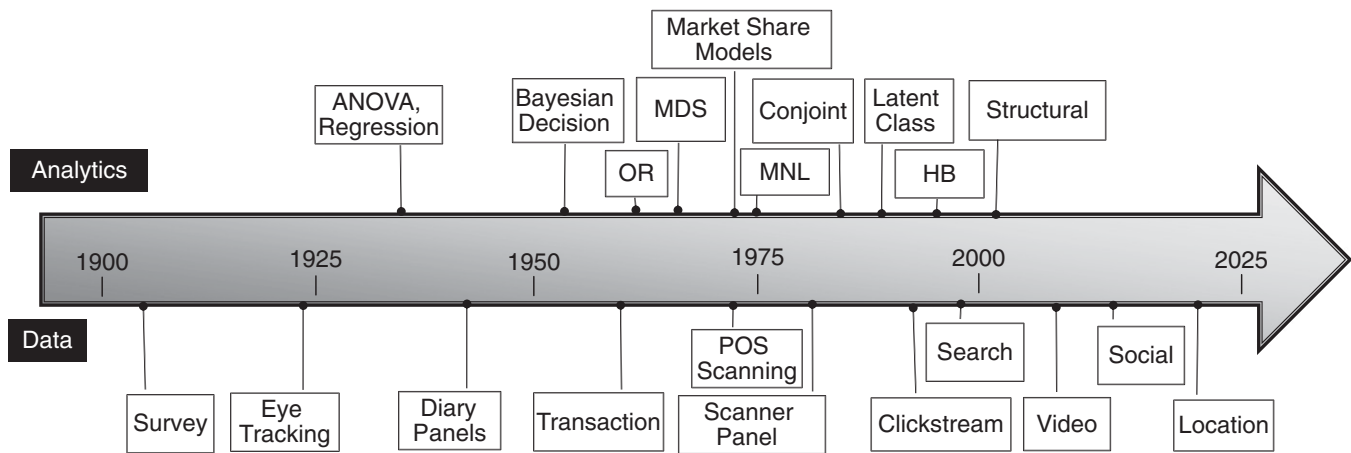 Market Share
Models
ANOVA,
Regression
Bayesian
Decision
MDS
Conjoint
Latent
Class
Structural
Analytics
OR
MNL
HB
1900
1925
1950
1975
2000
2025
Data
POS
Scanning
Search
Social
Survey
Eye
Tracking
Diary
Panels
Transaction
Scanner
Panel
Clickstream
Video
Location